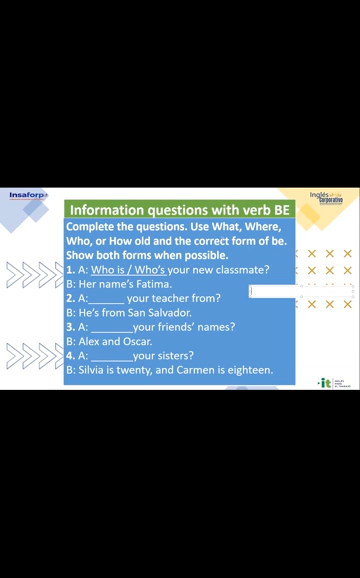 Insaforp
Inglés
Corporativo
Information questions with verb BE
Complete the questions. Use What, Where,
Who, or How old and the correct form of be.
Show both forms when possible.
1. A: Who is / Who's your new classmate?
B: Her name's Fatima.
2. A:______ your teacher from?
B: He's from San Salvador.
3. A: ________your friends' names?
B: Alex and Oscar.
4. A: ________your sisters?
B: Silvia is twenty, and Carmen is eighteen.
it